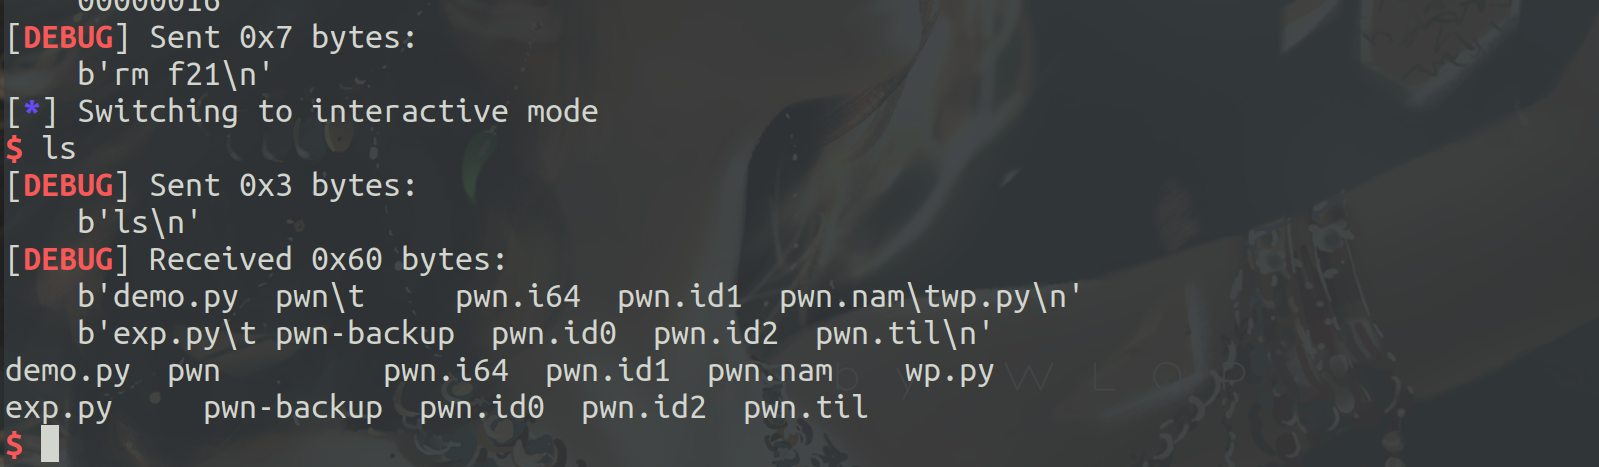 00000016
[DEBUG] Sent 0x7 bytes:
    b'rm f21\n'
[*] Switching to interactive mode
$ ls
[DEBUG] Sent 0x3 bytes:
    b'ls\n'
[DEBUG] Received 0x60 bytes:
    b'demo.py  pwn\t     pwn.i64  pwn.id1  pwn.nam\twp.py\n'
    b'exp.py\t pwn-backup  pwn.id0  pwn.id2  pwn.til\n'
demo.py  pwn         pwn.i64  pwn.id1  pwn.nam    wp.py
exp.py     pwn-backup  pwn.id0  pwn.id2  pwn.til
by WLOP
$